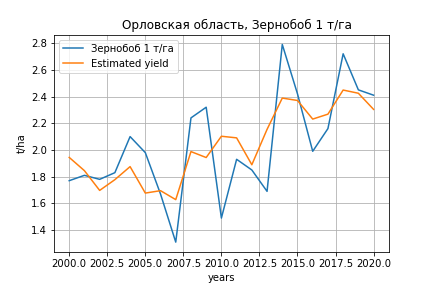 Орловская область, Зернобоб 1 т/га
Зернобоб 1 т/га
Estimated yield
t/ha
2.8
2.6
2.4
2.2
2.0
1.8
1.6
1.4
2000.0 2002.5 2005.0 2007.5 2010.0 2012.5 2015.0 2017.5 2020.0
years